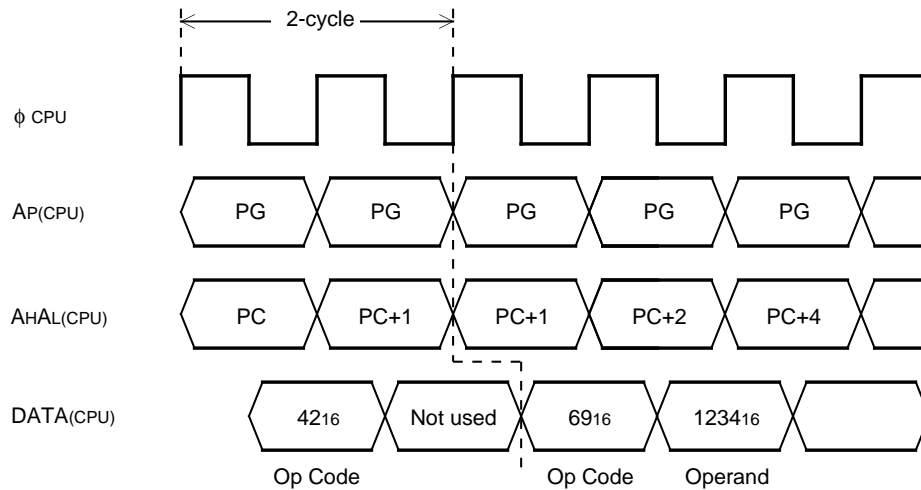 2-cycle
ϕ CPU
AP(CPU) PG PG PG PG PG
AHAL(CPU) PC PC+1 PC+1 PC+2 PC+4
DATA(CPU) 4216 Not used 6916 123416
Op Code Op Code Operand